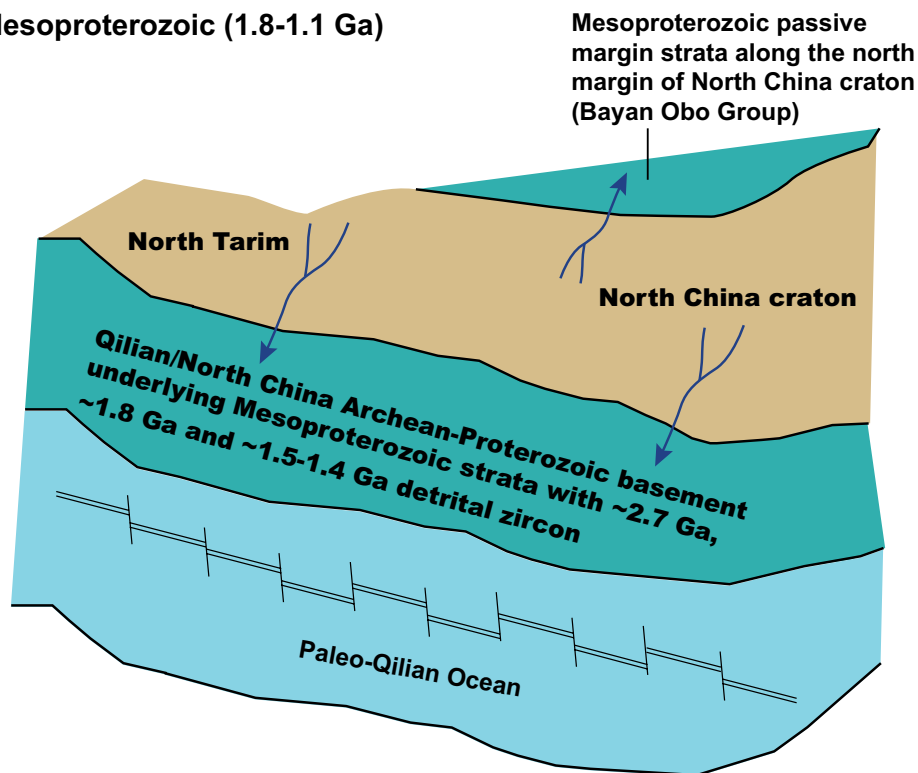 Mesoproterozoic (1.8-1.1 Ga)
Mesoproterozoic passive
margin strata along the north
margin of North China craton
(Bayan Obo Group)
North Tarim
North China craton
Qilian/North China Archean-Proterozoic basement
underlying Mesoproterozoic strata with ~2.7 Ga,
~1.8 Ga and ~1.5-1.4 Ga detrital zircon
Paleo-Qilian Ocean